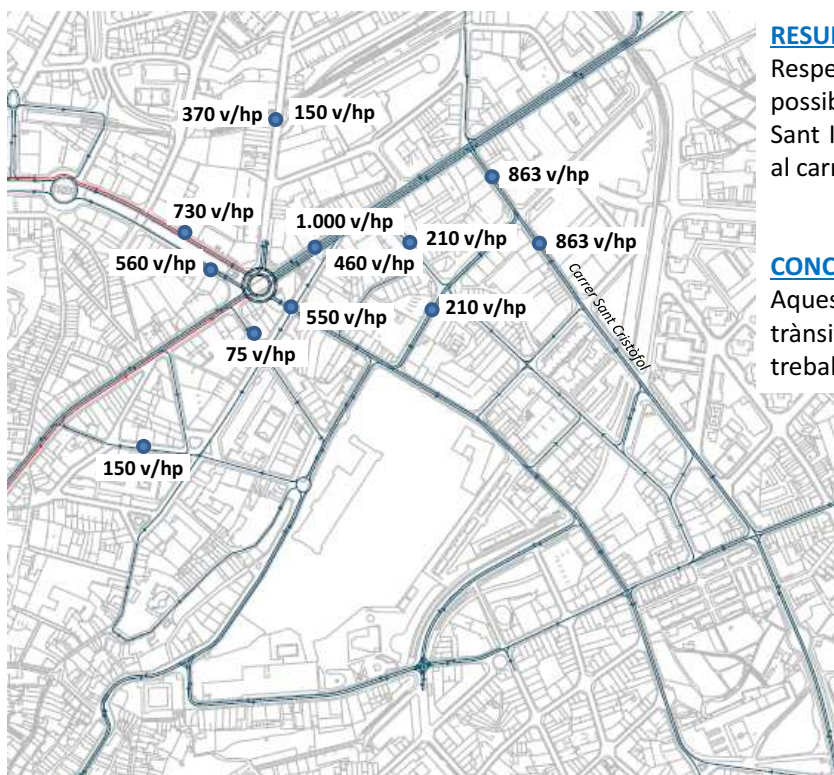 370 v/hp
150 v/hp
863 v/hp
730 v/hp
1.000 v/hp
210 v/hp
863 v/hp
560 v/hp
460 v/hp
550 v/hp
210 v/hp
75 v/hp
Carrer Sant Cristòfol
150 v/hp
RESU
Respe
possib
Sant
al carr
CONC
Aques
trànsi
trebal